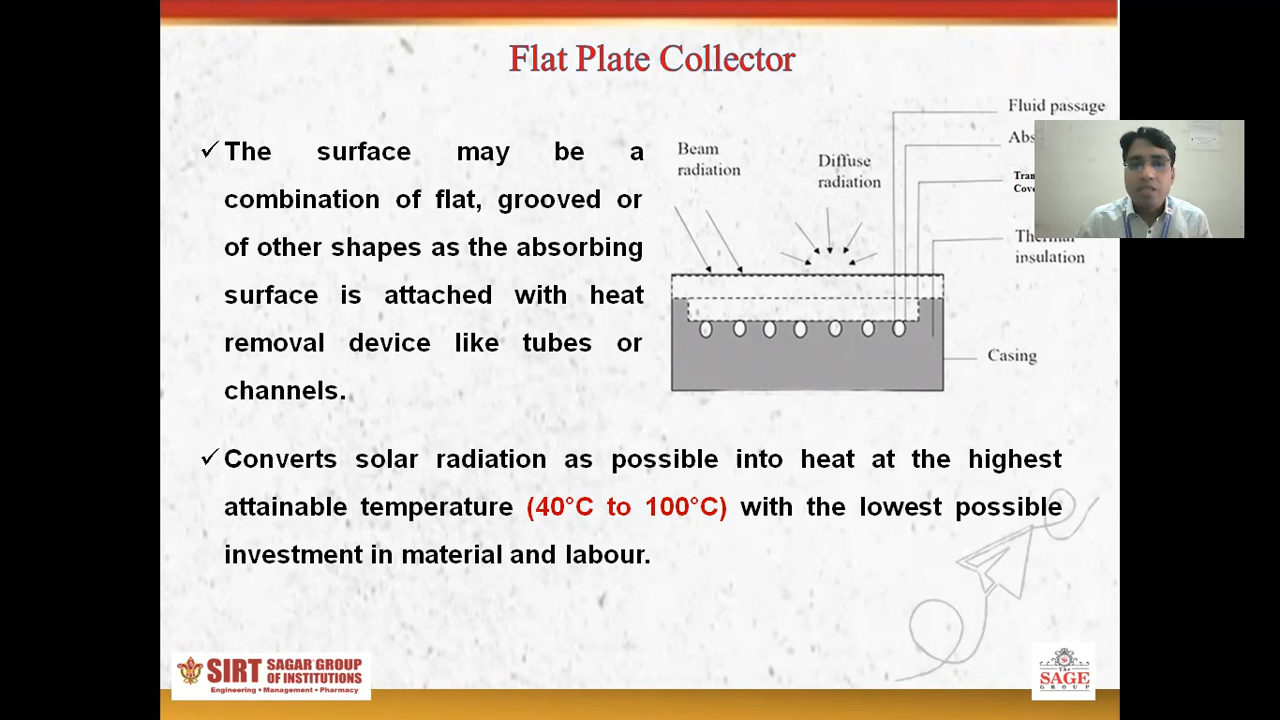 Flat Plate Collector
✓ The surface may be a
combination of flat, grooved or
of other shapes as the absorbing
surface is attached with heat
removal device like tubes or
channels.
Beam
radiation
Diffuse
radiation
Fluid passage
Thermal
insulation
Casing
✓ Converts solar radiation as possible into heat at the highest
attainable temperature (40°C to 100°C) with the lowest possible
investment in material and labour.
SIRT SAGAR GROUP
OF INSTITUTIONS
Engineering • Management • Pharmacy
The
SAGE
GROUP